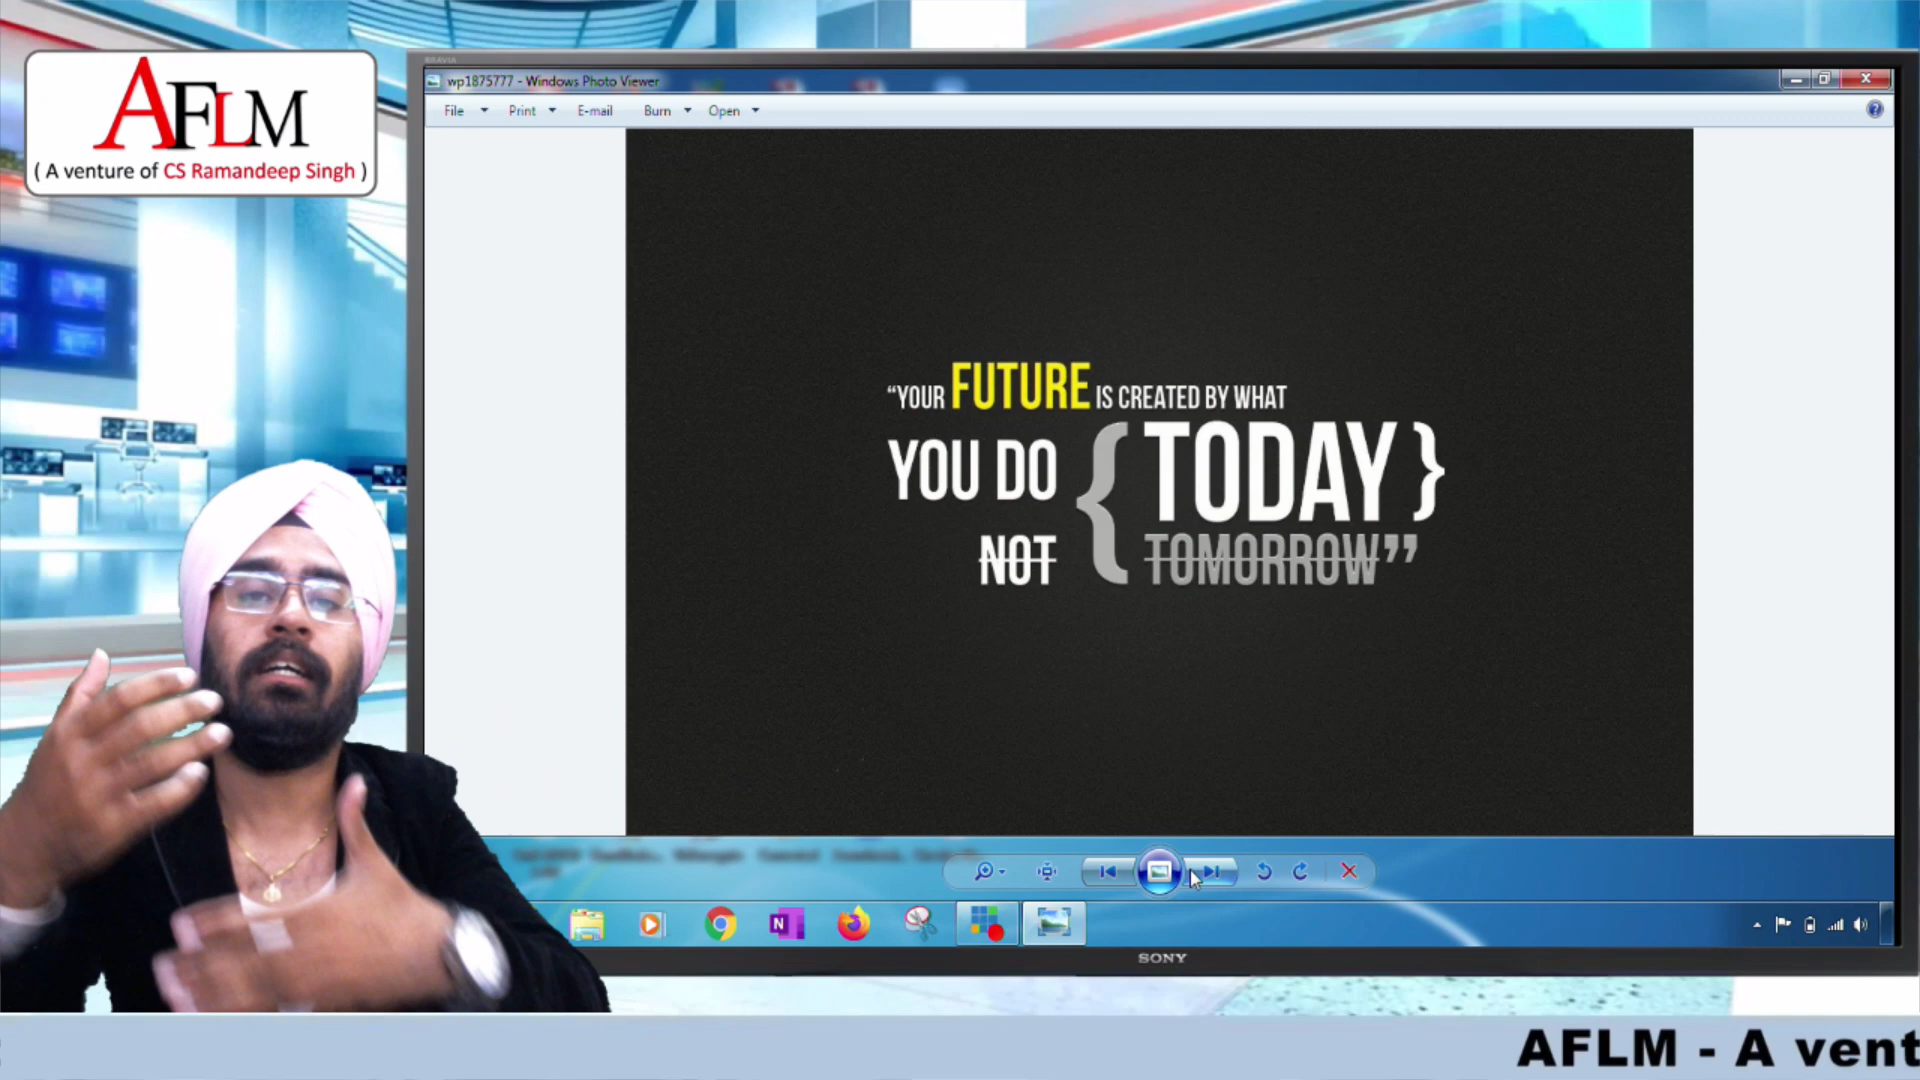 AFLM
( A venture of CS Ramandeep Singh )
BRAVIA
wp1875777 - Windows Photo Viewer
File Print E-mail Burn Open
“YOUR FUTURE IS CREATED BY WHAT
YOU DO { TODAY }
NOT TOMORROW”
N
SONY
AFLM - A vent